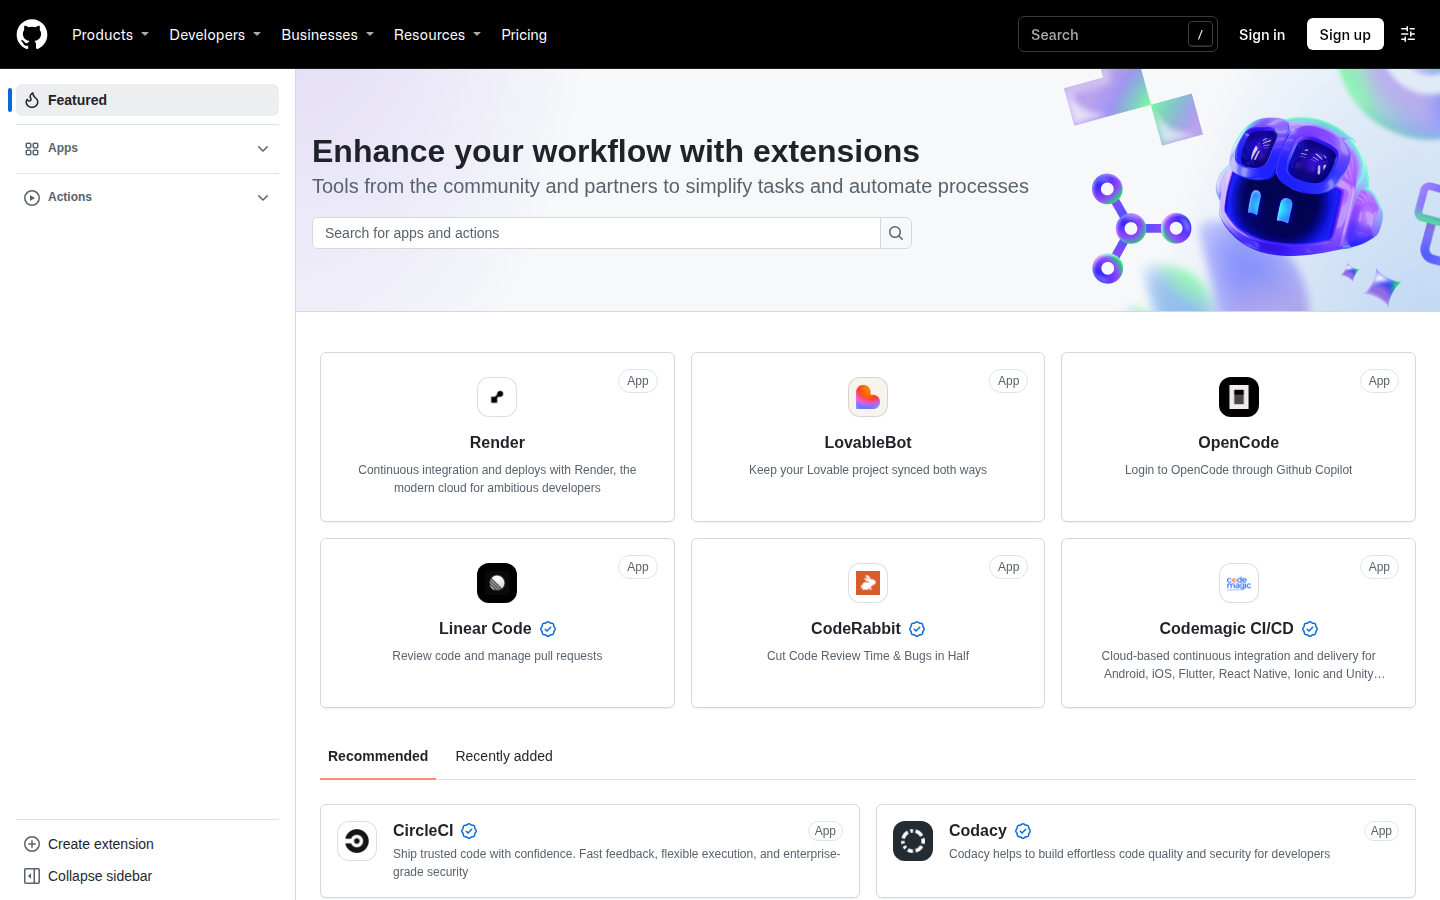 Products
Developers
Businesses
Resources
Pricing
Search
/
Sign in
Sign up
Featured
Apps
Actions
Create extension
Collapse sidebar
Enhance your workflow with extensions
Tools from the community and partners to simplify tasks and automate processes
Search for apps and actions
App
Render
Continuous integration and deploys with Render, the
modern cloud for ambitious developers
App
LovableBot
Keep your Lovable project synced both ways
App
OpenCode
Login to OpenCode through Github Copilot
App
Linear Code
Review code and manage pull requests
App
CodeRabbit
Cut Code Review Time & Bugs in Half
App
code
magic
Codemagic CI/CD
Cloud-based continuous integration and delivery for
Android, iOS, Flutter, React Native, Ionic and Unity…
Recommended
Recently added
CircleCI
App
Ship trusted code with confidence. Fast feedback, flexible execution, and enterprise-
grade security
Codacy
App
Codacy helps to build effortless code quality and security for developers